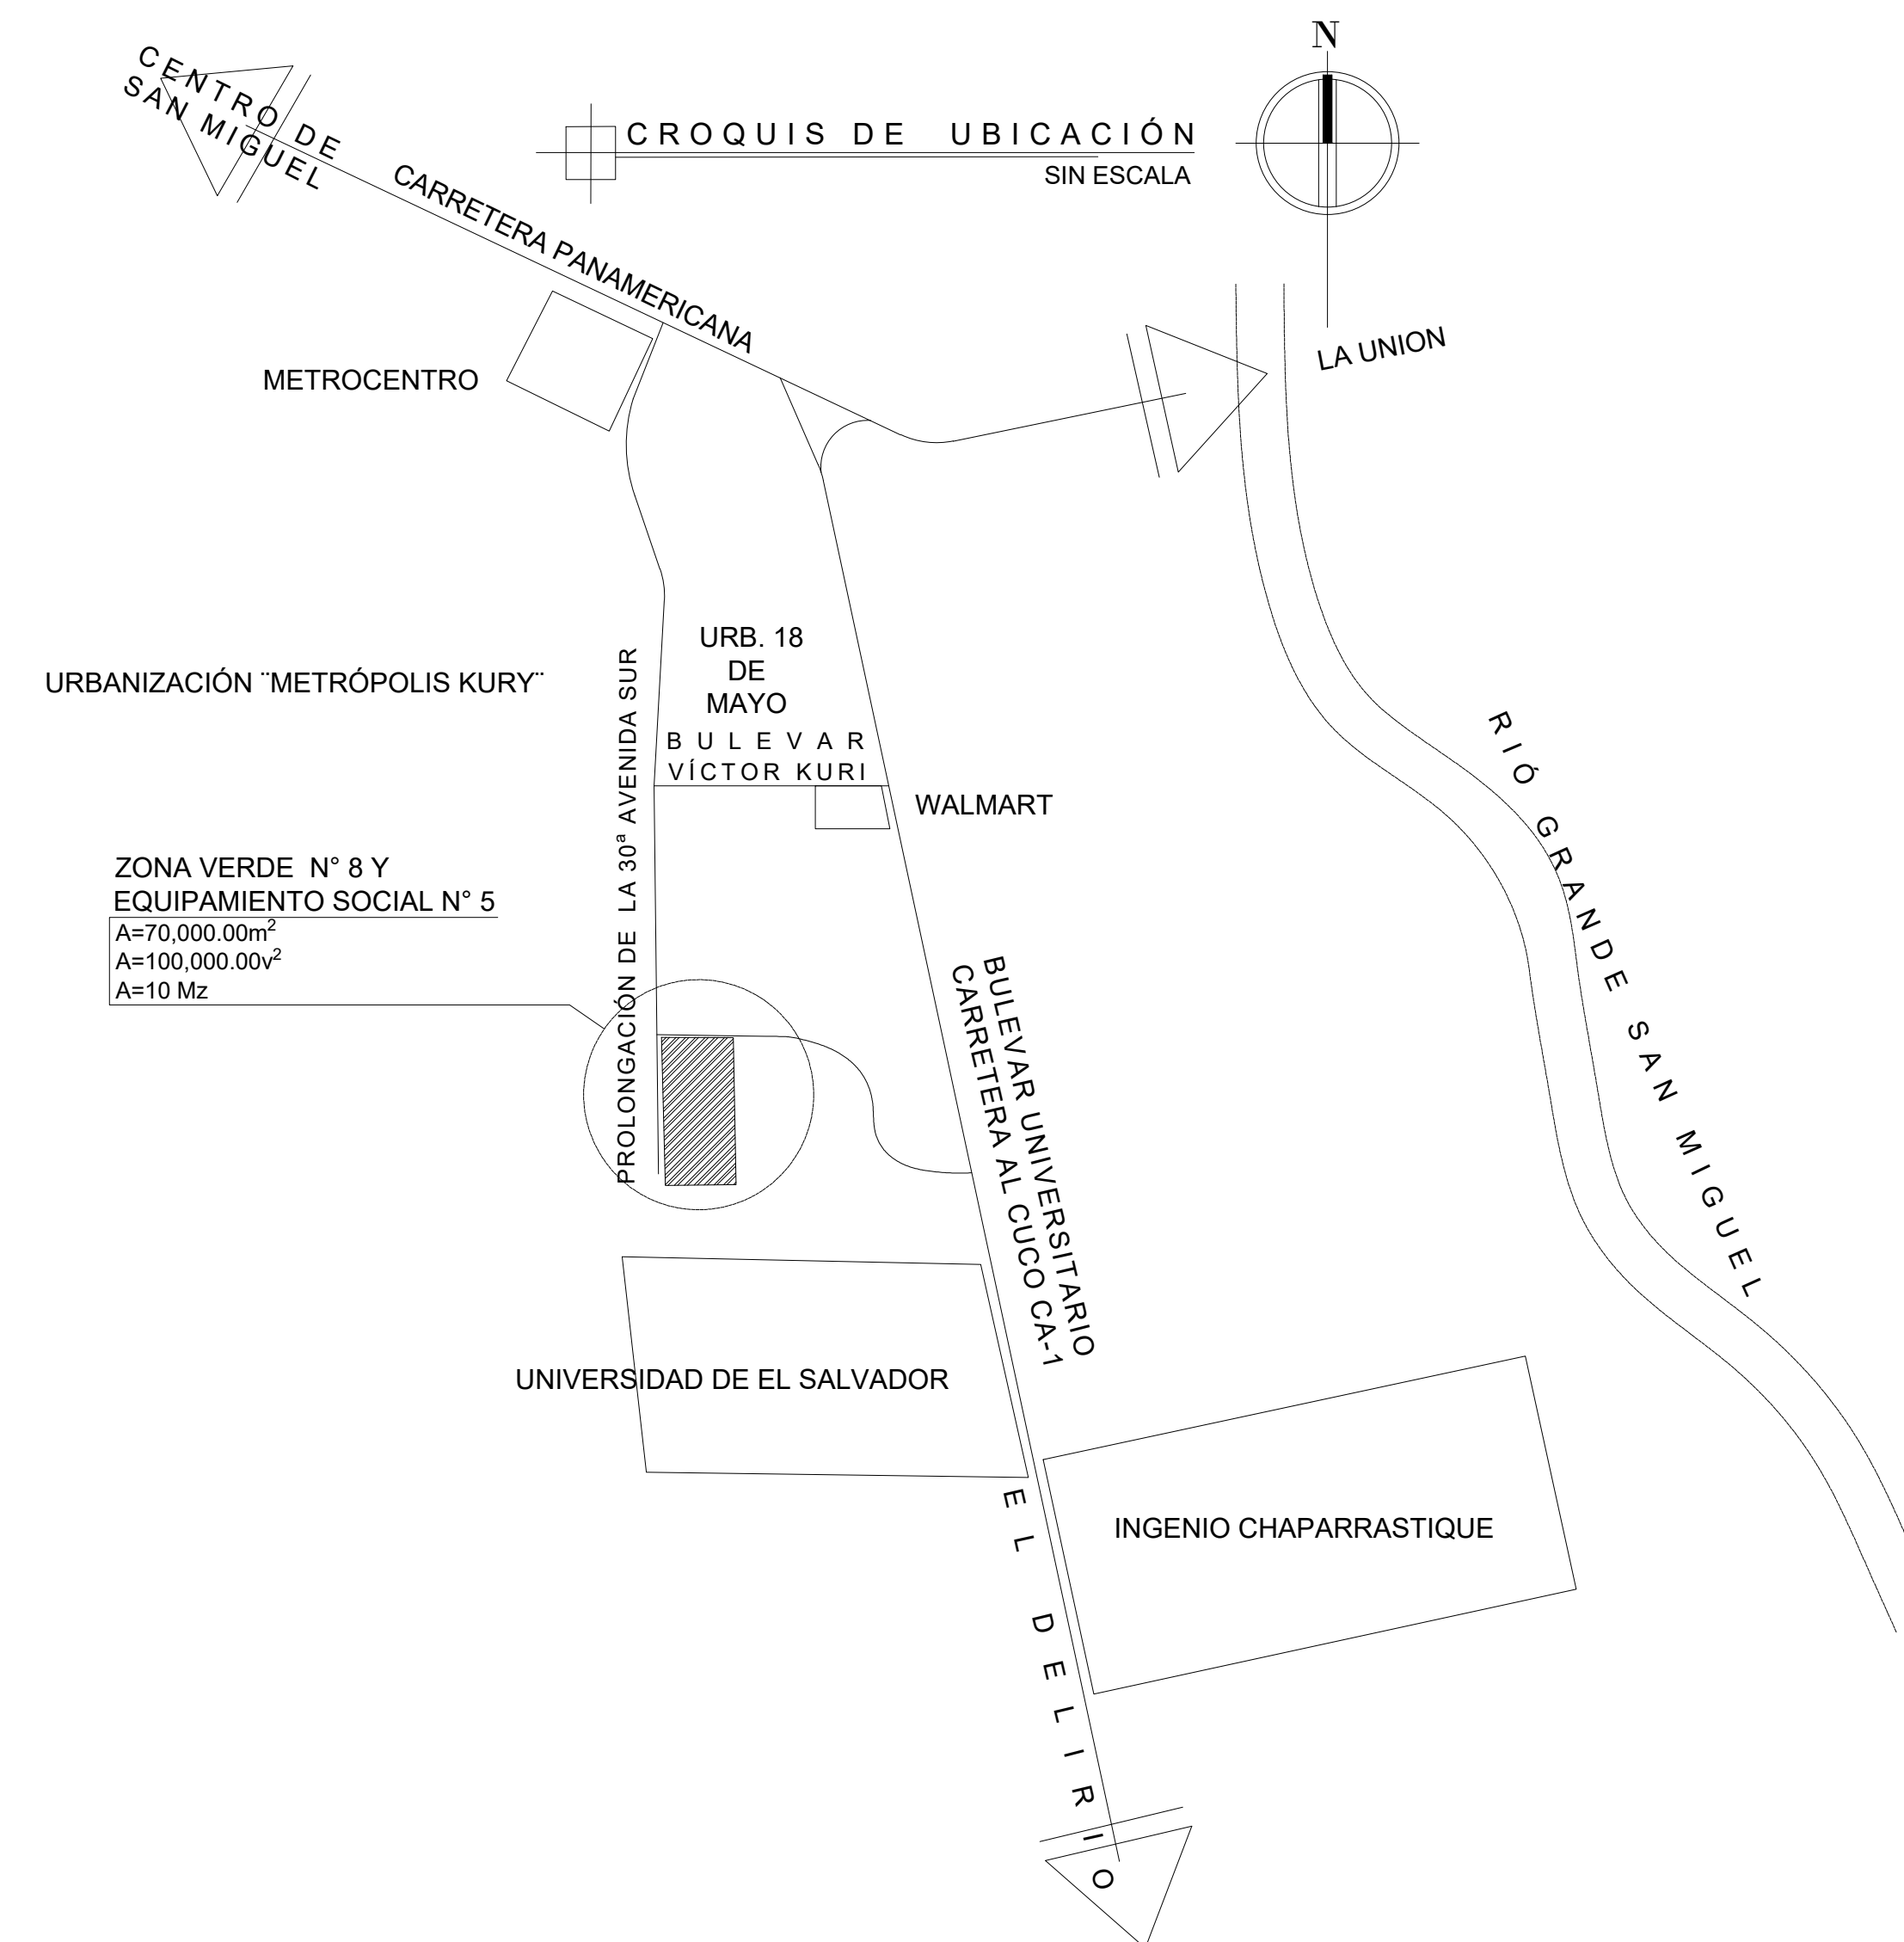 N
CENTRO DE
SAN MIGUEL
CROQUIS DE UBICACIÓN
SIN ESCALA
CARRETERA PANAMERICANA
LA UNION
METROCENTRO
URB. 18
DE
MAYO
URBANIZACIÓN ¨METRÓPOLIS KURY¨
BULEVAR
VÍCTOR KURI
WALMART
PROLONGACIÓN DE LA 30ª AVENIDA SUR
RIÓ GRANDE SAN MIGUEL
ZONA VERDE N° 8 Y
EQUIPAMIENTO SOCIAL N° 5
A=70,000.00m²
A=100,000.00v²
A=10 Mz
BULEVAR UNIVERSITARIO
CARRETERA AL CUCO CA-1
UNIVERSIDAD DE EL SALVADOR
INGENIO CHAPARRASTIQUE
EL DELIRIO